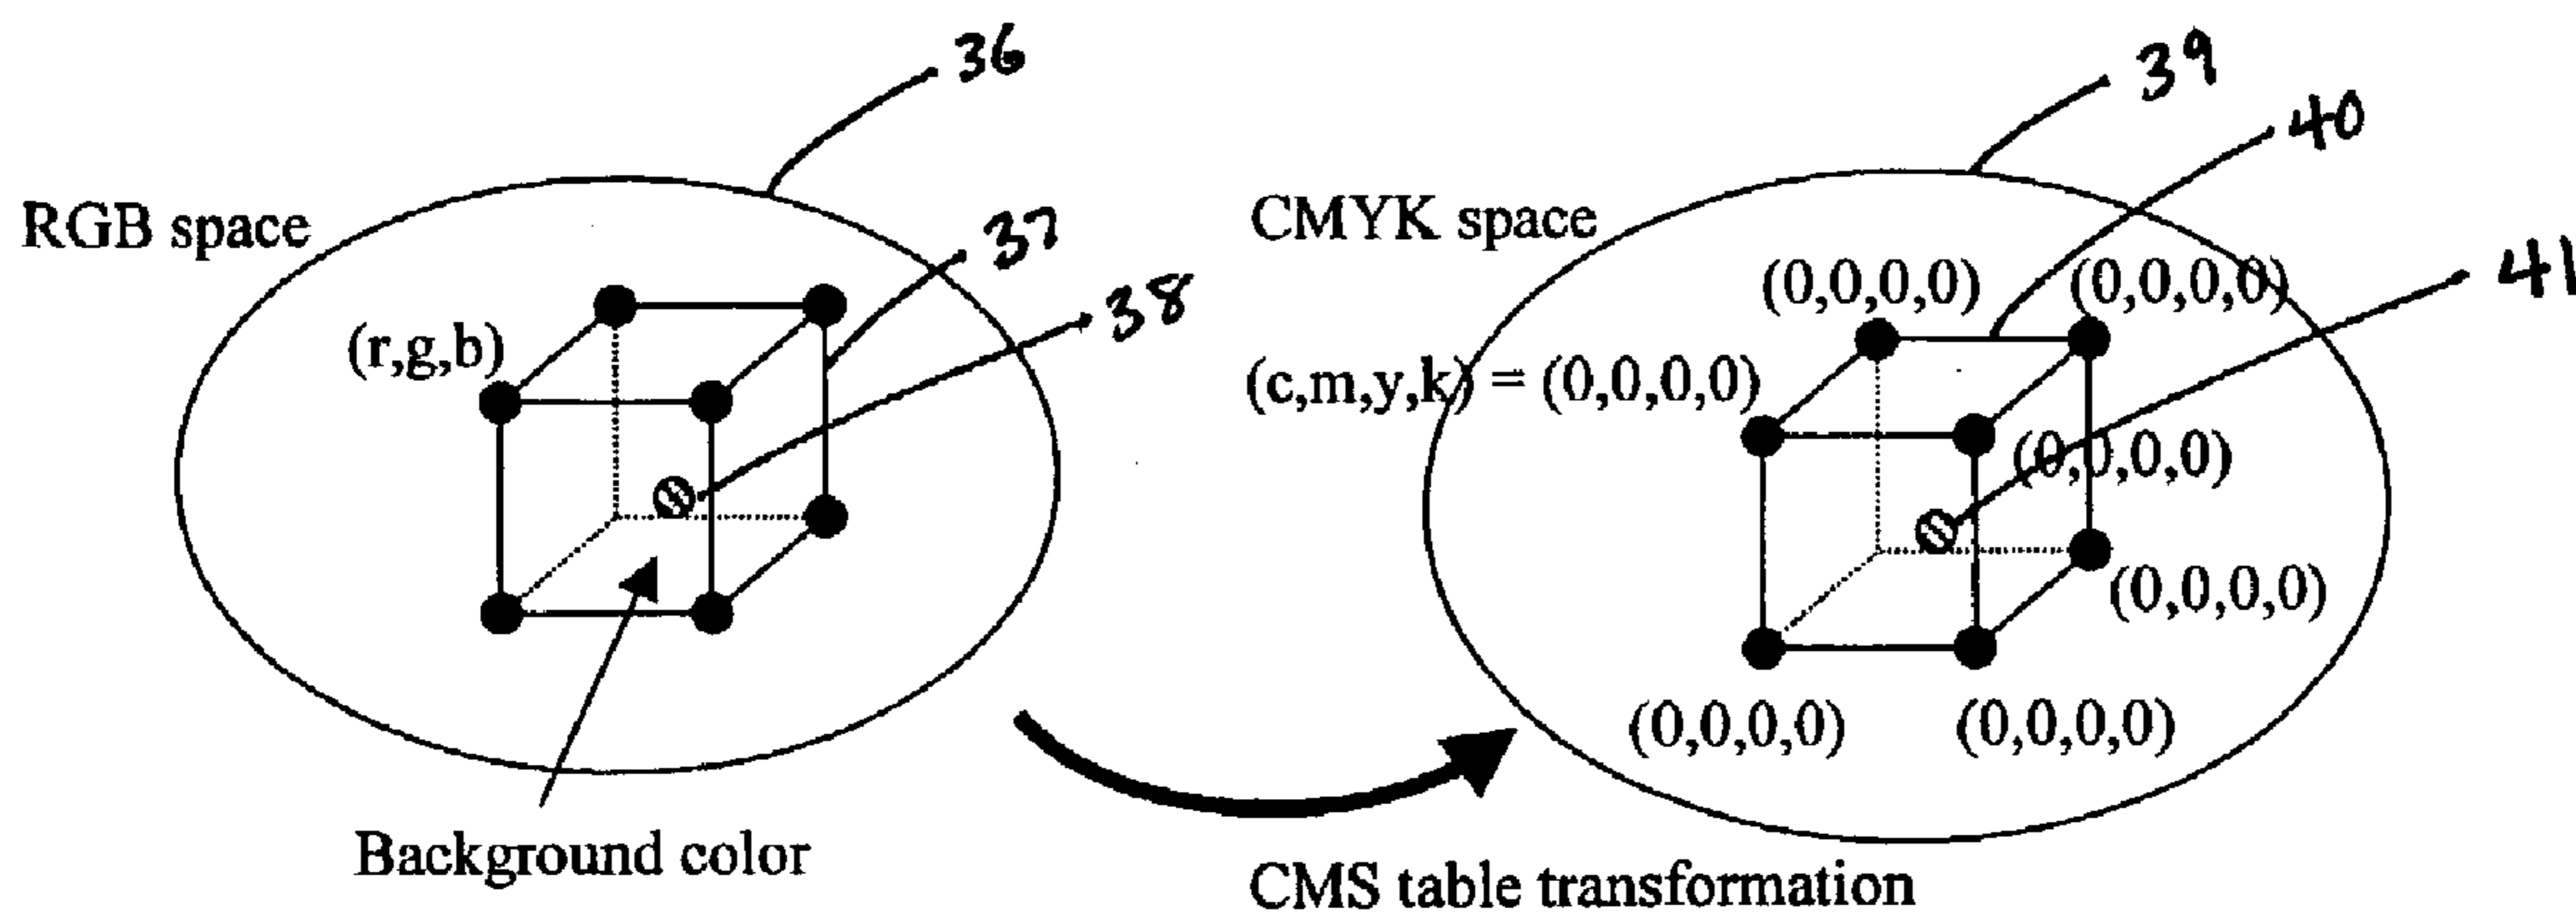 36
39
40
RGB space
CMYK space
37
41
38
(0,0,0,0) (0,0,0,0)
(r,g,b)
(c,m,y,k) = (0,0,0,0)
(0,0,0,0)
(0,0,0,0)
(0,0,0,0) (0,0,0,0)
Background color
CMS table transformation